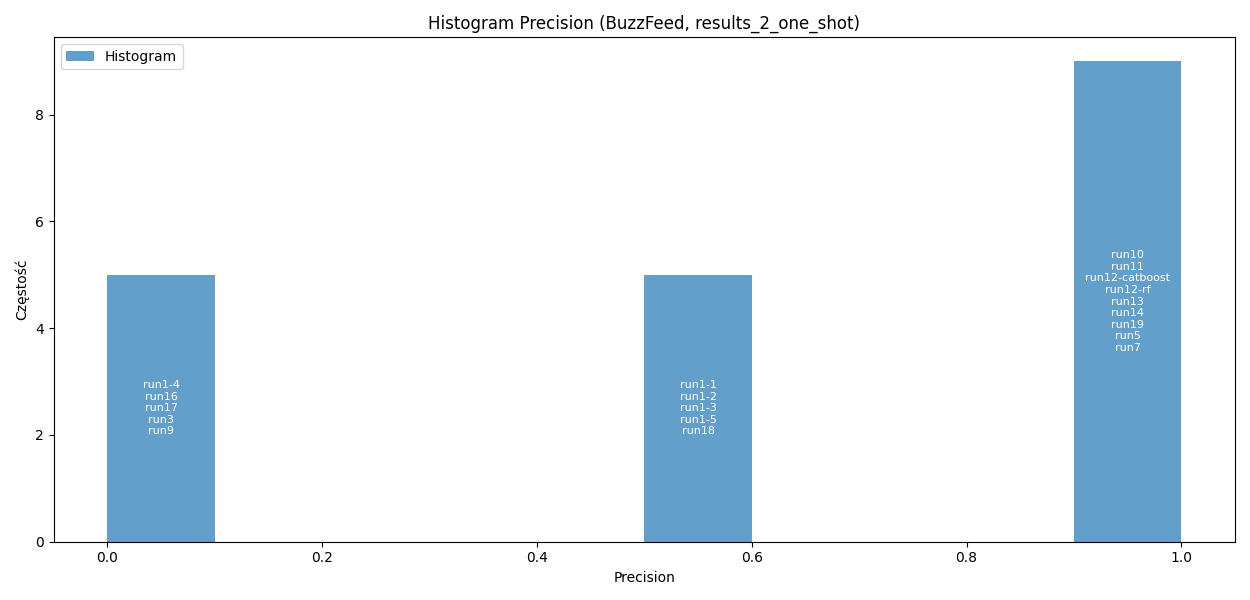 Histogram Precision (BuzzFeed, results_2_one_shot)
Histogram
Częstość
8
6
4
2
0
run1-4
run16
run17
run3
run9
run1-1
run1-2
run1-3
run1-5
run18
run10
run11
run12-catboost
run12-rf
run13
run14
run19
run5
run7
0.0 0.2 0.4 0.6 0.8 1.0
Precision